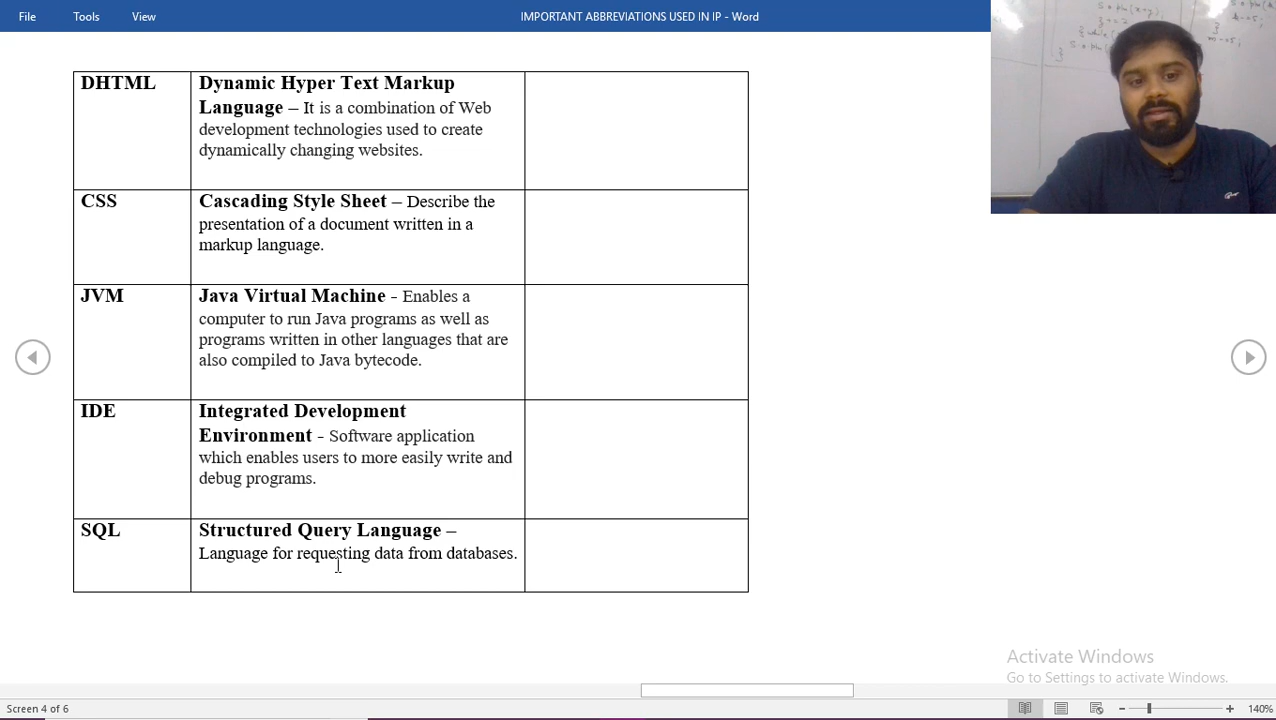 File Tools View IMPORTANT ABBREVIATIONS USED IN IP - Word
DHTML
Dynamic Hyper Text Markup
Language – It is a combination of Web
development technologies used to create
dynamically changing websites.
CSS
Cascading Style Sheet – Describe the
presentation of a document written in a
markup language.
JVM
Java Virtual Machine - Enables a
computer to run Java programs as well as
programs written in other languages that are
also compiled to Java bytecode.
IDE
Integrated Development
Environment - Software application
which enables users to more easily write and
debug programs.
SQL
Structured Query Language –
Language for requesting data from databases.
Activate Windows
Go to Settings to activate Windows.
Screen 4 of 6
140%